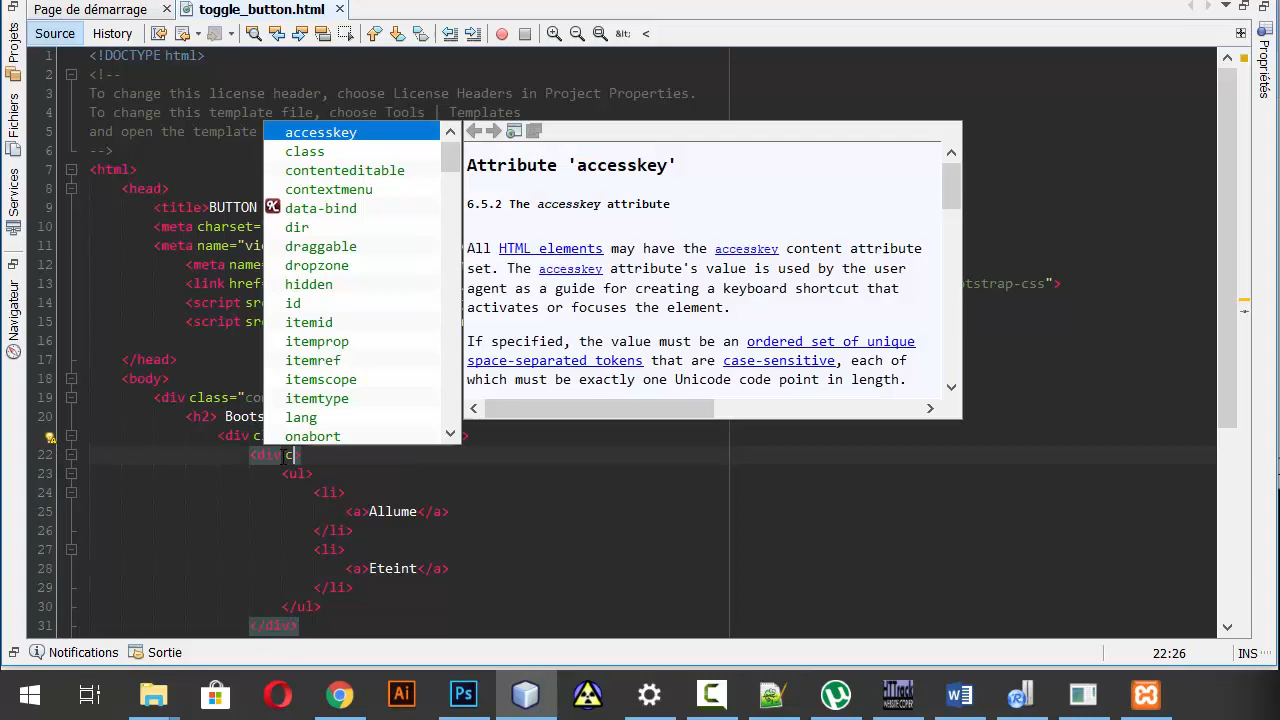 Page de démarrage ×
toggle_button.html ×
Source History &lt; <
Projets
Fichiers
Services
Navigateur
Propriétés
1 <!DOCTYPE html>
2 <!--
3 To change this license header, choose License Headers in Project Properties.
4 To change this template file, choose Tools | Templates
5 and open the template
6 -->
7 <html>
8 <head>
9 <title>BUTTON
10 <meta charset=
11 <meta name="vie
12 <meta name
13 <link href= otstrap-css">
14 <script sr
15 <script sr
16
17 </head>
18 <body>
19 <div class="co
20 <h2> Boots
21 <div c >
22 <div c>
23 <ul>
24 <li>
25 <a>Allume</a>
26 </li>
27 <li>
28 <a>Eteint</a>
29 </li>
30 </ul>
31 </div>
accesskey
class
contenteditable
contextmenu
data-bind
dir
draggable
dropzone
hidden
id
itemid
itemprop
itemref
itemscope
itemtype
lang
onabort
Attribute 'accesskey'
6.5.2 The accesskey attribute
All HTML elements may have the accesskey content attribute
set. The accesskey attribute's value is used by the user
agent as a guide for creating a keyboard shortcut that
activates or focuses the element.
If specified, the value must be an ordered set of unique
space-separated tokens that are case-sensitive, each of
which must be exactly one Unicode code point in length.
Notifications Sortie
22:26 INS
Ai Ps